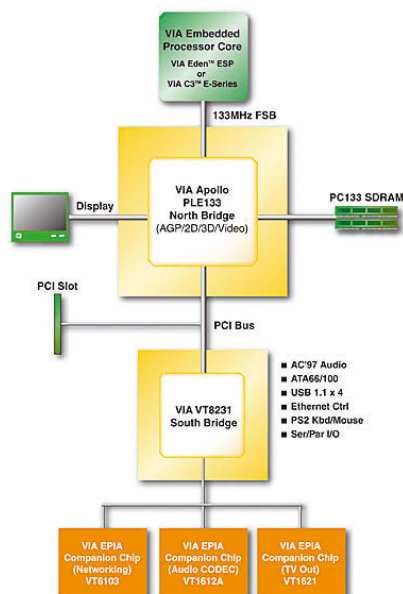 VIA Embedded
Processor Core
VIA Eden™ ESP
or
VIA C3™ E-Series
133MHz FSB
VIA Apollo
PLE133
North Bridge
(AGP/2D/3D/Video)
Display
PC133 SDRAM
PCI Slot
PCI Bus
VIA VT8231
South Bridge
■ AC'97 Audio
■ ATA66/100
■ USB 1.1 x 4
■ Ethernet Ctrl
■ PS2 Kbd/Mouse
■ Ser/Par I/O
VIA EPIA
Companion Chip
(Networking)
VT6103
VIA EPIA
Companion Chip
(Audio CODEC)
VT1612A
VIA EPIA
Companion Chip
(TV Out)
VT1621